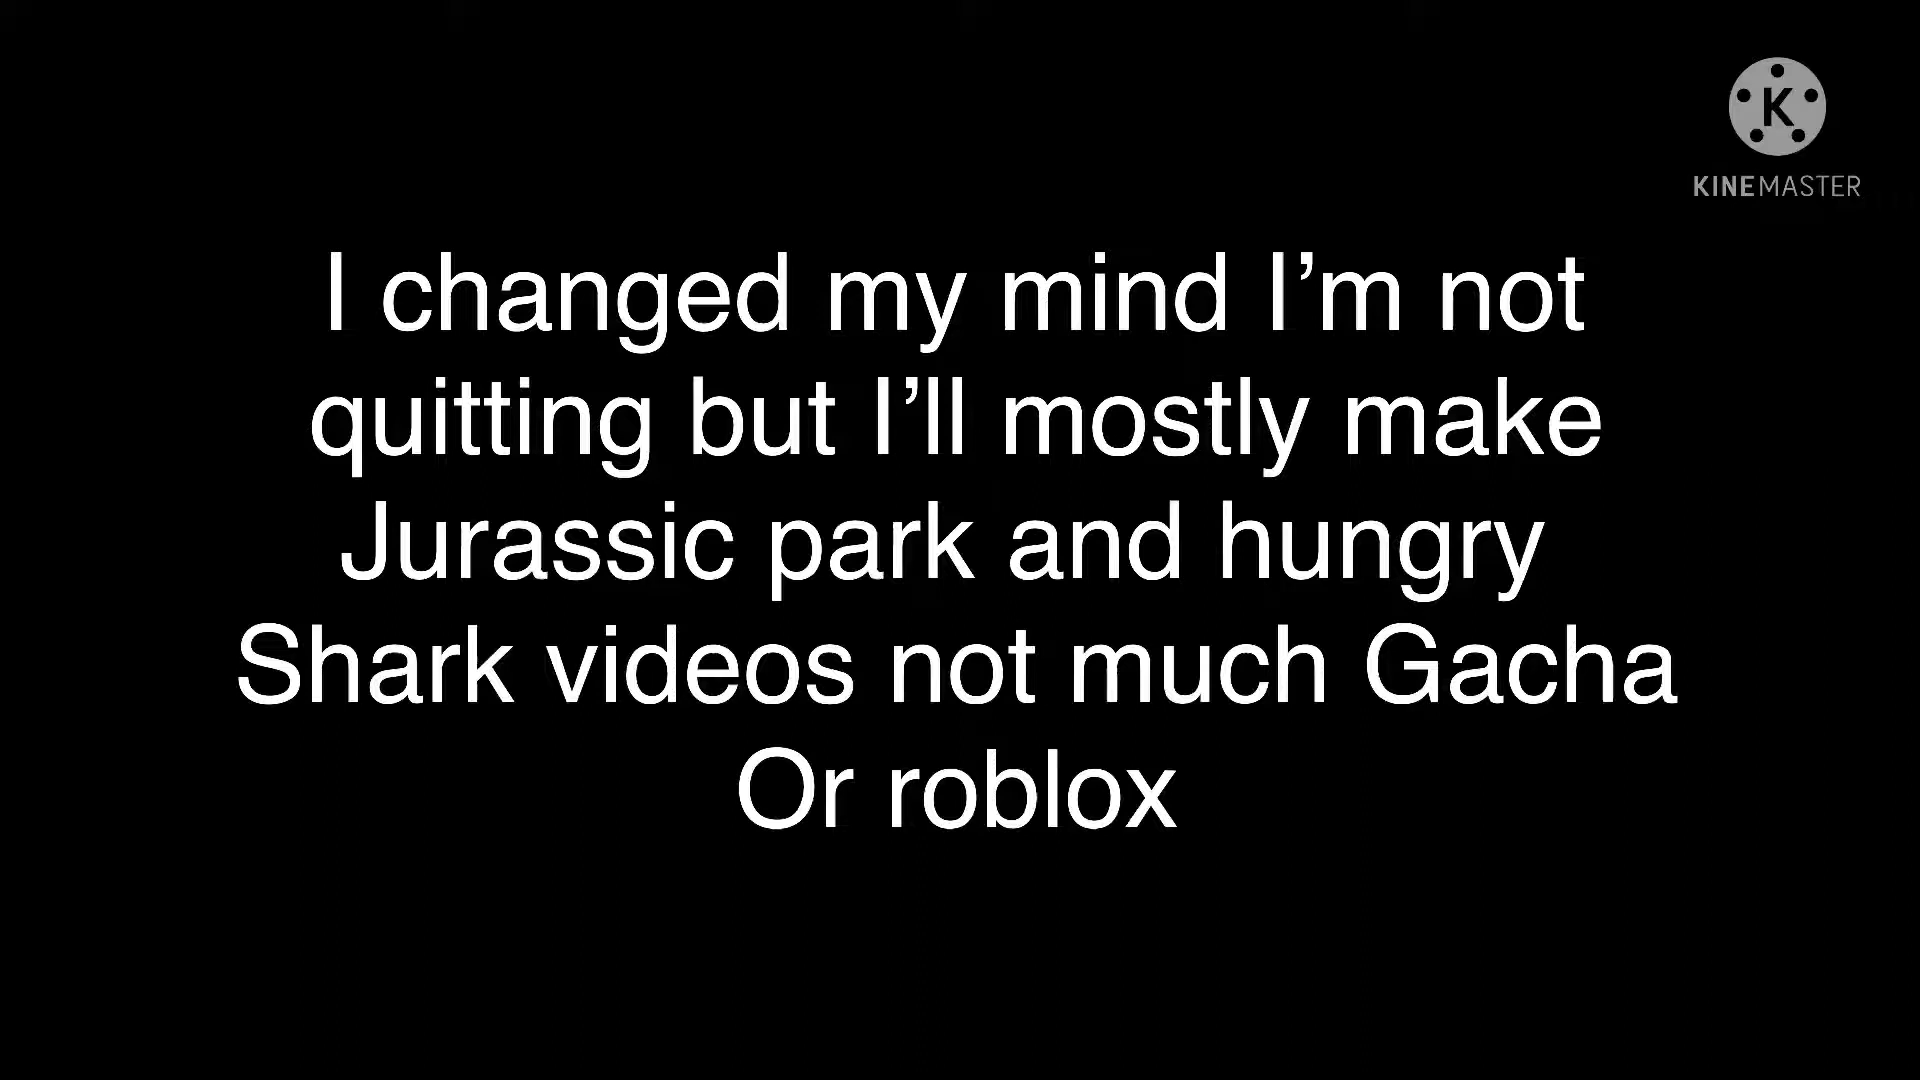 K
KINEMASTER
I changed my mind I’m not
quitting but I’ll mostly make
Jurassic park and hungry
Shark videos not much Gacha
Or roblox